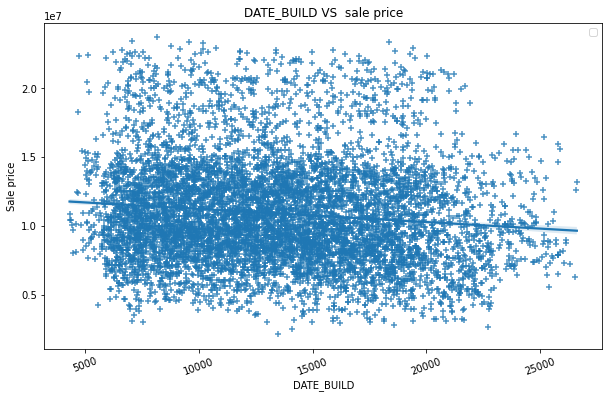 DATE_BUILD VS  sale price
1e7
2.0
1.5
1.0
0.5
Sale price
5000 10000 15000 20000 25000
DATE_BUILD